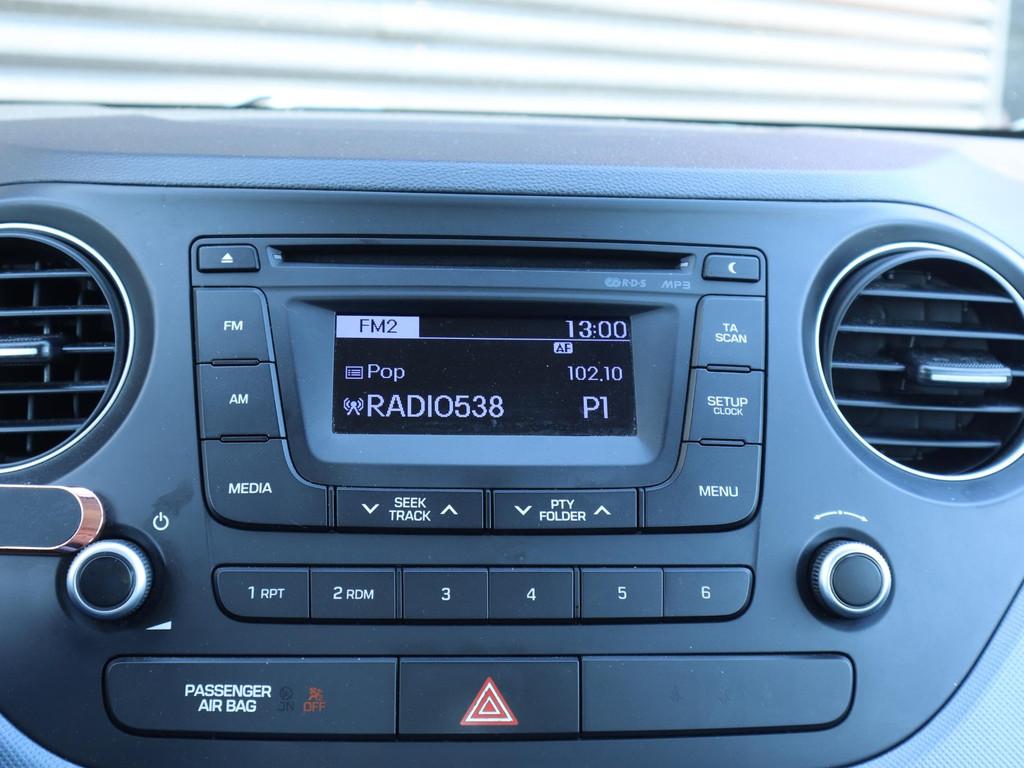 R·D·S MP3
FM
AM
MEDIA
FM2 13:00
AF
Pop 102.10
RADIO538 P1
TA
SCAN
SETUP
CLOCK
MENU
SEEK
TRACK
PTY
FOLDER
1 RPT 2 RDM 3 4 5 6
PASSENGER
AIR BAG ON OFF